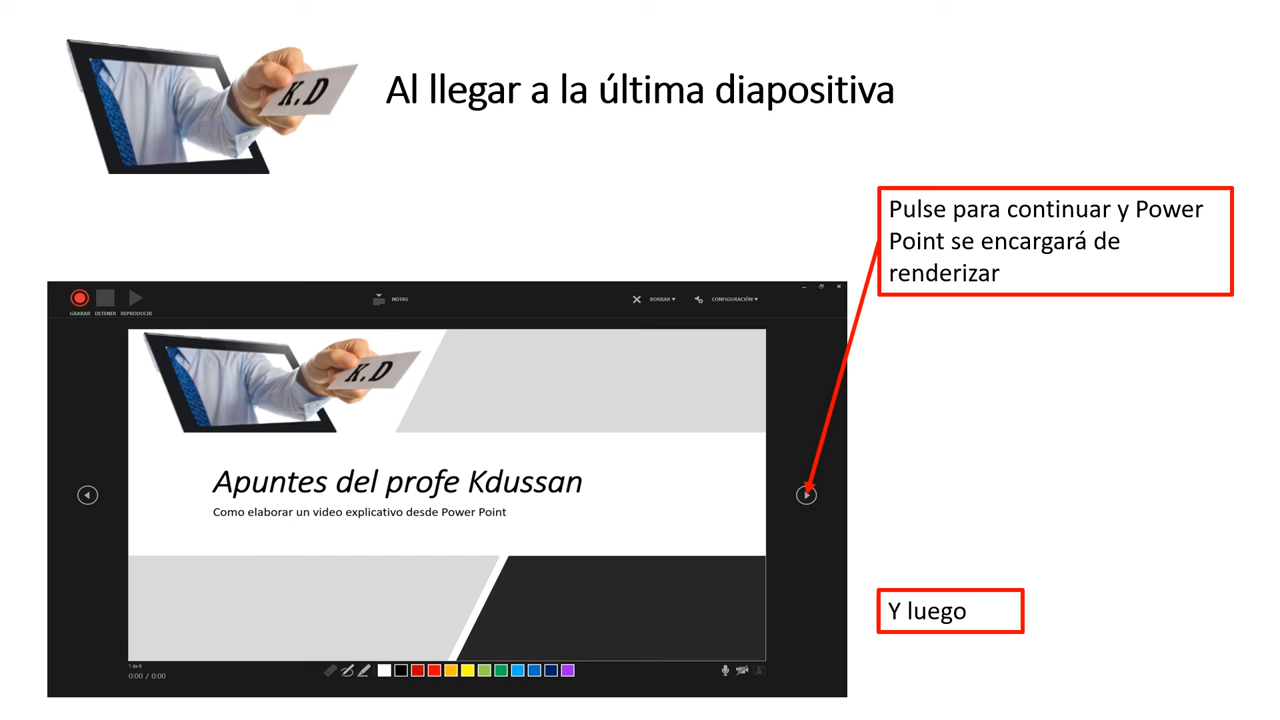 K.D
Al llegar a la última diapositiva
Pulse para continuar y Power
Point se encargará de
renderizar
GRABAR DETENER REPRODUCIR
NOTAS
BORRAR
CONFIGURACIÓN
K.D
Apuntes del profe Kdussan
Como elaborar un video explicativo desde Power Point
Y luego
1 de 8
0:00 / 0:00